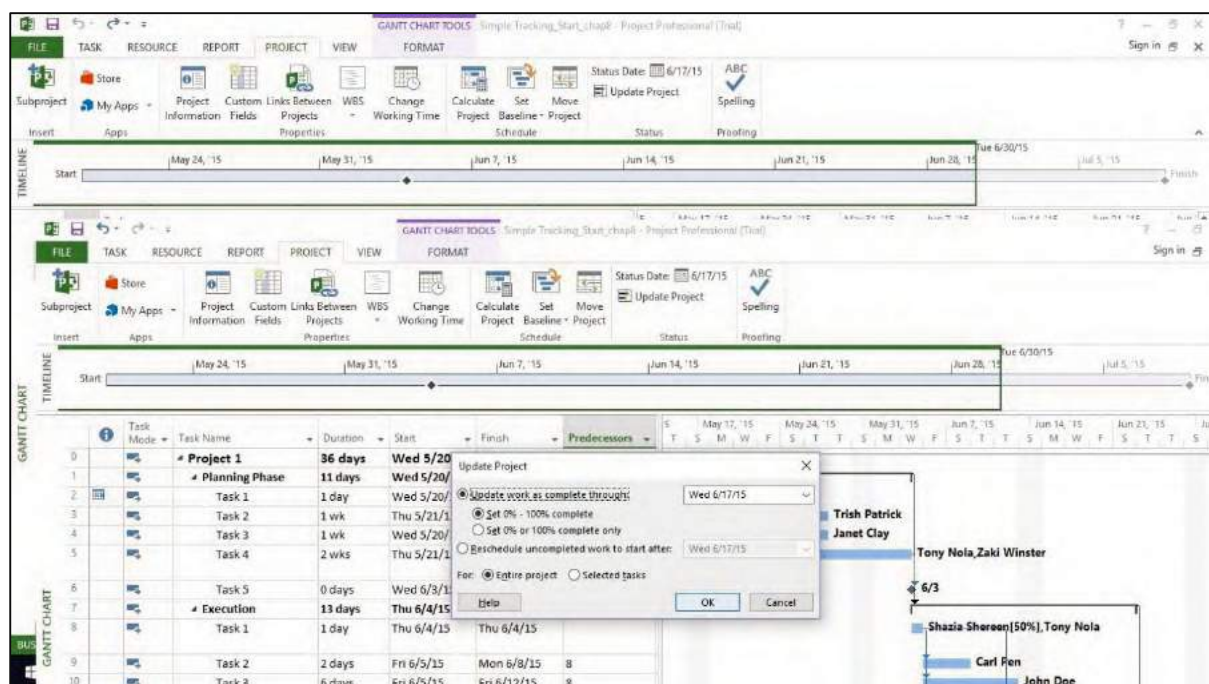 GANTT CHART TOOLS Simple Tracking_Start_chap8 - Project Professional (Trial)
FILE TASK RESOURCE REPORT PROJECT VIEW FORMAT Sign in
Store Status Date: 6/17/15 ABC
My Apps Update Project
Subproject Project Information Custom Fields Links Between Projects WBS Change Working Time Calculate Project Set Baseline Move Project Spelling
Insert Apps Properties Schedule Status Proofing
TIMELINE
Tue 6/30/15
May 24, '15 May 31, '15 Jun 7, '15 Jun 14, '15 Jun 21, '15 Jun 28, '15 Jul 5, '15
Start Finish
GANTT CHART TOOLS Simple Tracking_Start_chap8 - Project Professional (Trial)
FILE TASK RESOURCE REPORT PROJECT VIEW FORMAT Sign in
Store Status Date: 6/17/15 ABC
My Apps Update Project
Subproject Project Information Custom Fields Links Between Projects WBS Change Working Time Calculate Project Set Baseline Move Project Spelling
Insert Apps Properties Schedule Status Proofing
TIMELINE
Tue 6/30/15
May 24, '15 May 31, '15 Jun 7, '15 Jun 14, '15 Jun 21, '15 Jun 28, '15 Jul 5, '15
Start Fin
GANTT CHART
Task Mode Task Name Duration Start Finish Predecessors
S May 17, '15 May 24, '15 May 31, '15 Jun 7, '15 Jun 14, '15 Jun 21, '15
T S M W F S T T S M W F S T T S M W F S T
0 Project 1 36 days Wed 5/20
1 Planning Phase 11 days Wed 5/20/
2 Task 1 1 day Wed 5/20/
3 Task 2 1 wk Thu 5/21/1
4 Task 3 1 wk Wed 5/20/
5 Task 4 2 wks Thu 5/21/1
6 Task 5 0 days Wed 6/3/1
7 Execution 13 days Thu 6/4/15
8 Task 1 1 day Thu 6/4/15 Thu 6/4/15
9 Task 2 2 days Fri 6/5/15 Mon 6/8/15 8
10 Task 3 6 days Fri 6/5/15 Fri 6/12/15 8
Update Project
Update work as complete through: Wed 6/17/15
Set 0% - 100% complete
Set 0% or 100% complete only
Reschedule uncompleted work to start after: Wed 6/17/15
For: Entire project Selected tasks
Help OK Cancel
Trish Patrick
Janet Clay
Tony Nola,Zaki Winster
6/3
Shazia Shereen[50%],Tony Nola
Carl Pen
John Doe
GANTT CHART
BUS